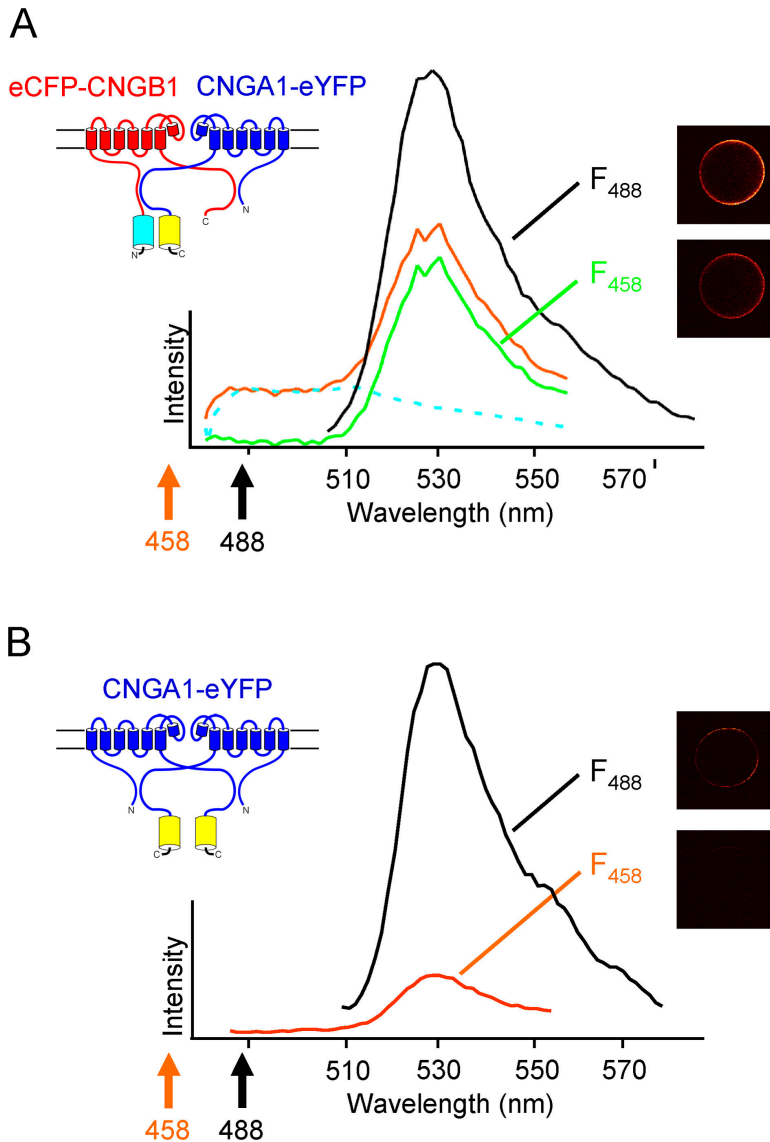 A
eCFP-CNGB1 CNGA1-eYFP
N C C N
F488
F458
Intensity
510 530 550 570
Wavelength (nm)
458 488
B
CNGA1-eYFP
N N
C C
F488
F458
Intensity
510 530 550 570
Wavelength (nm)
458 488